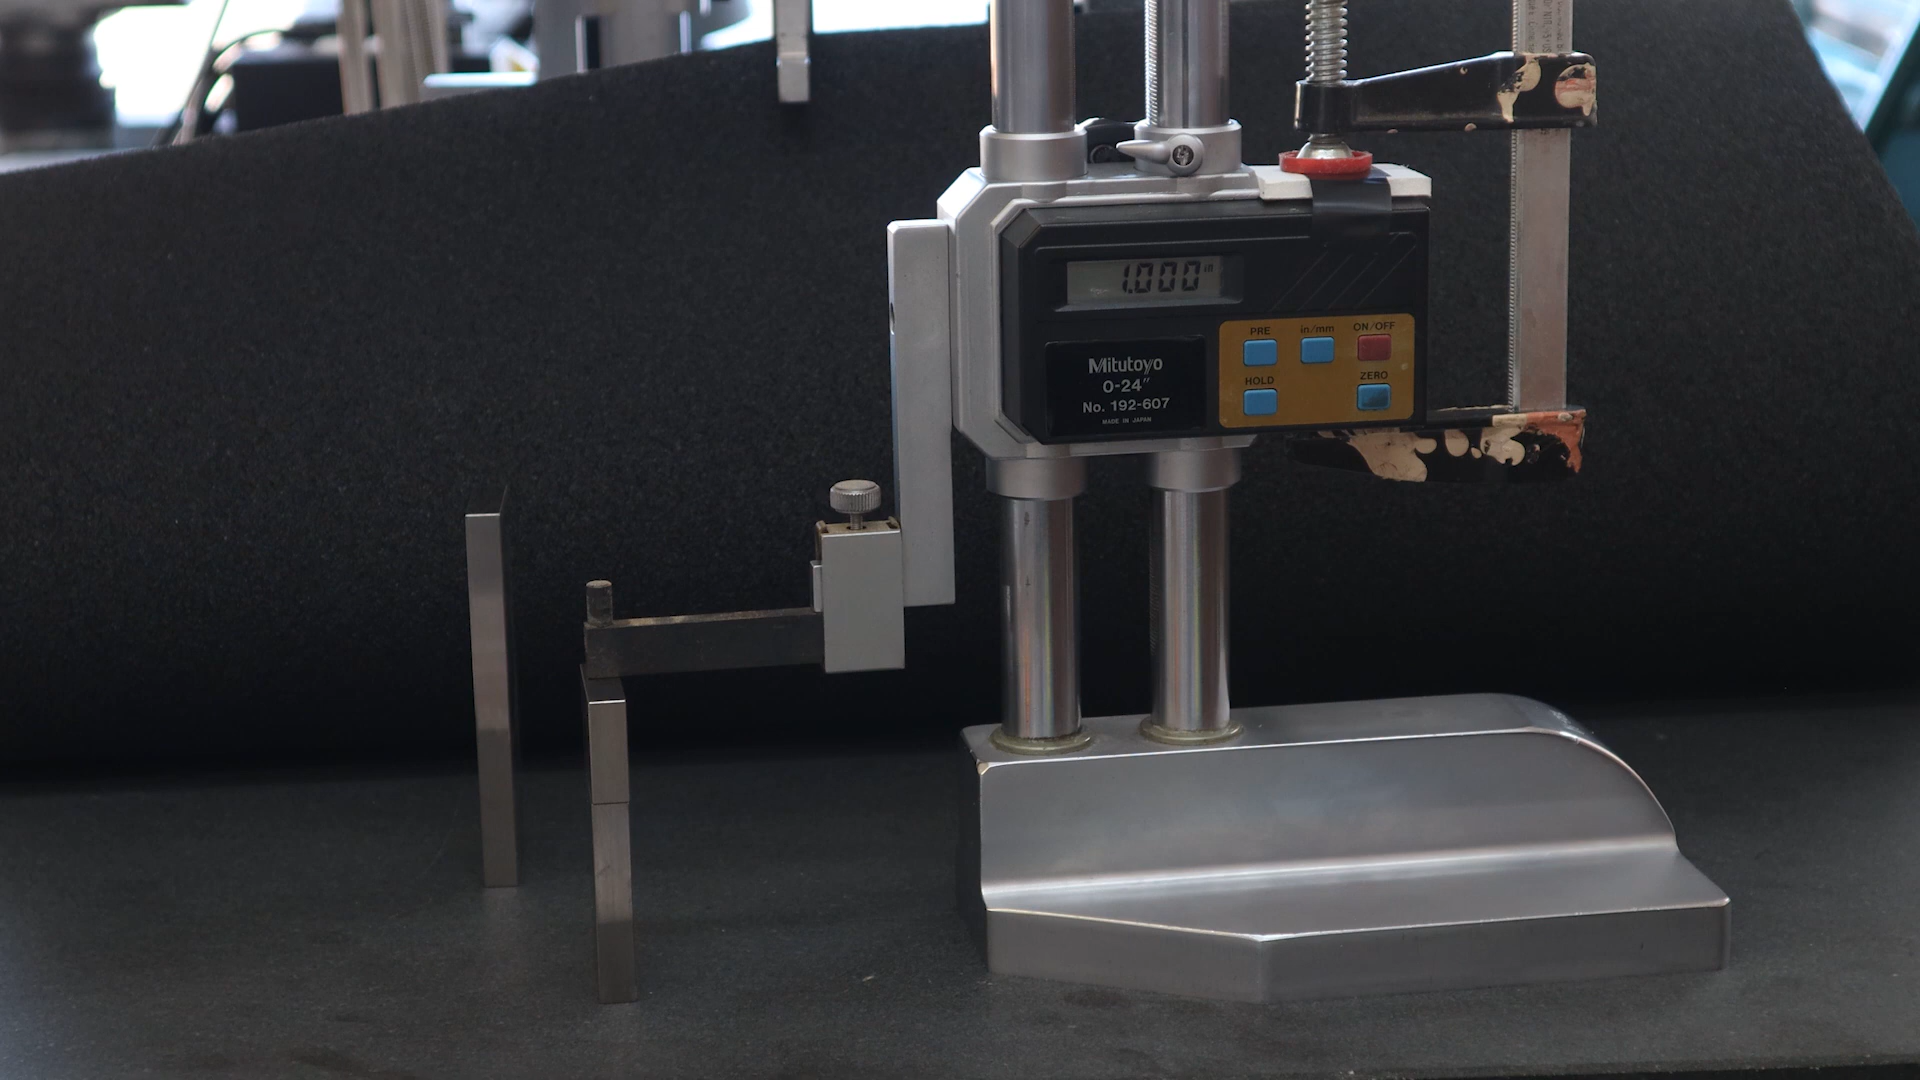 1.000 in
PRE in/mm ON/OFF
HOLD ZERO
Mitutoyo
0-24"
No. 192-607
MADE IN JAPAN